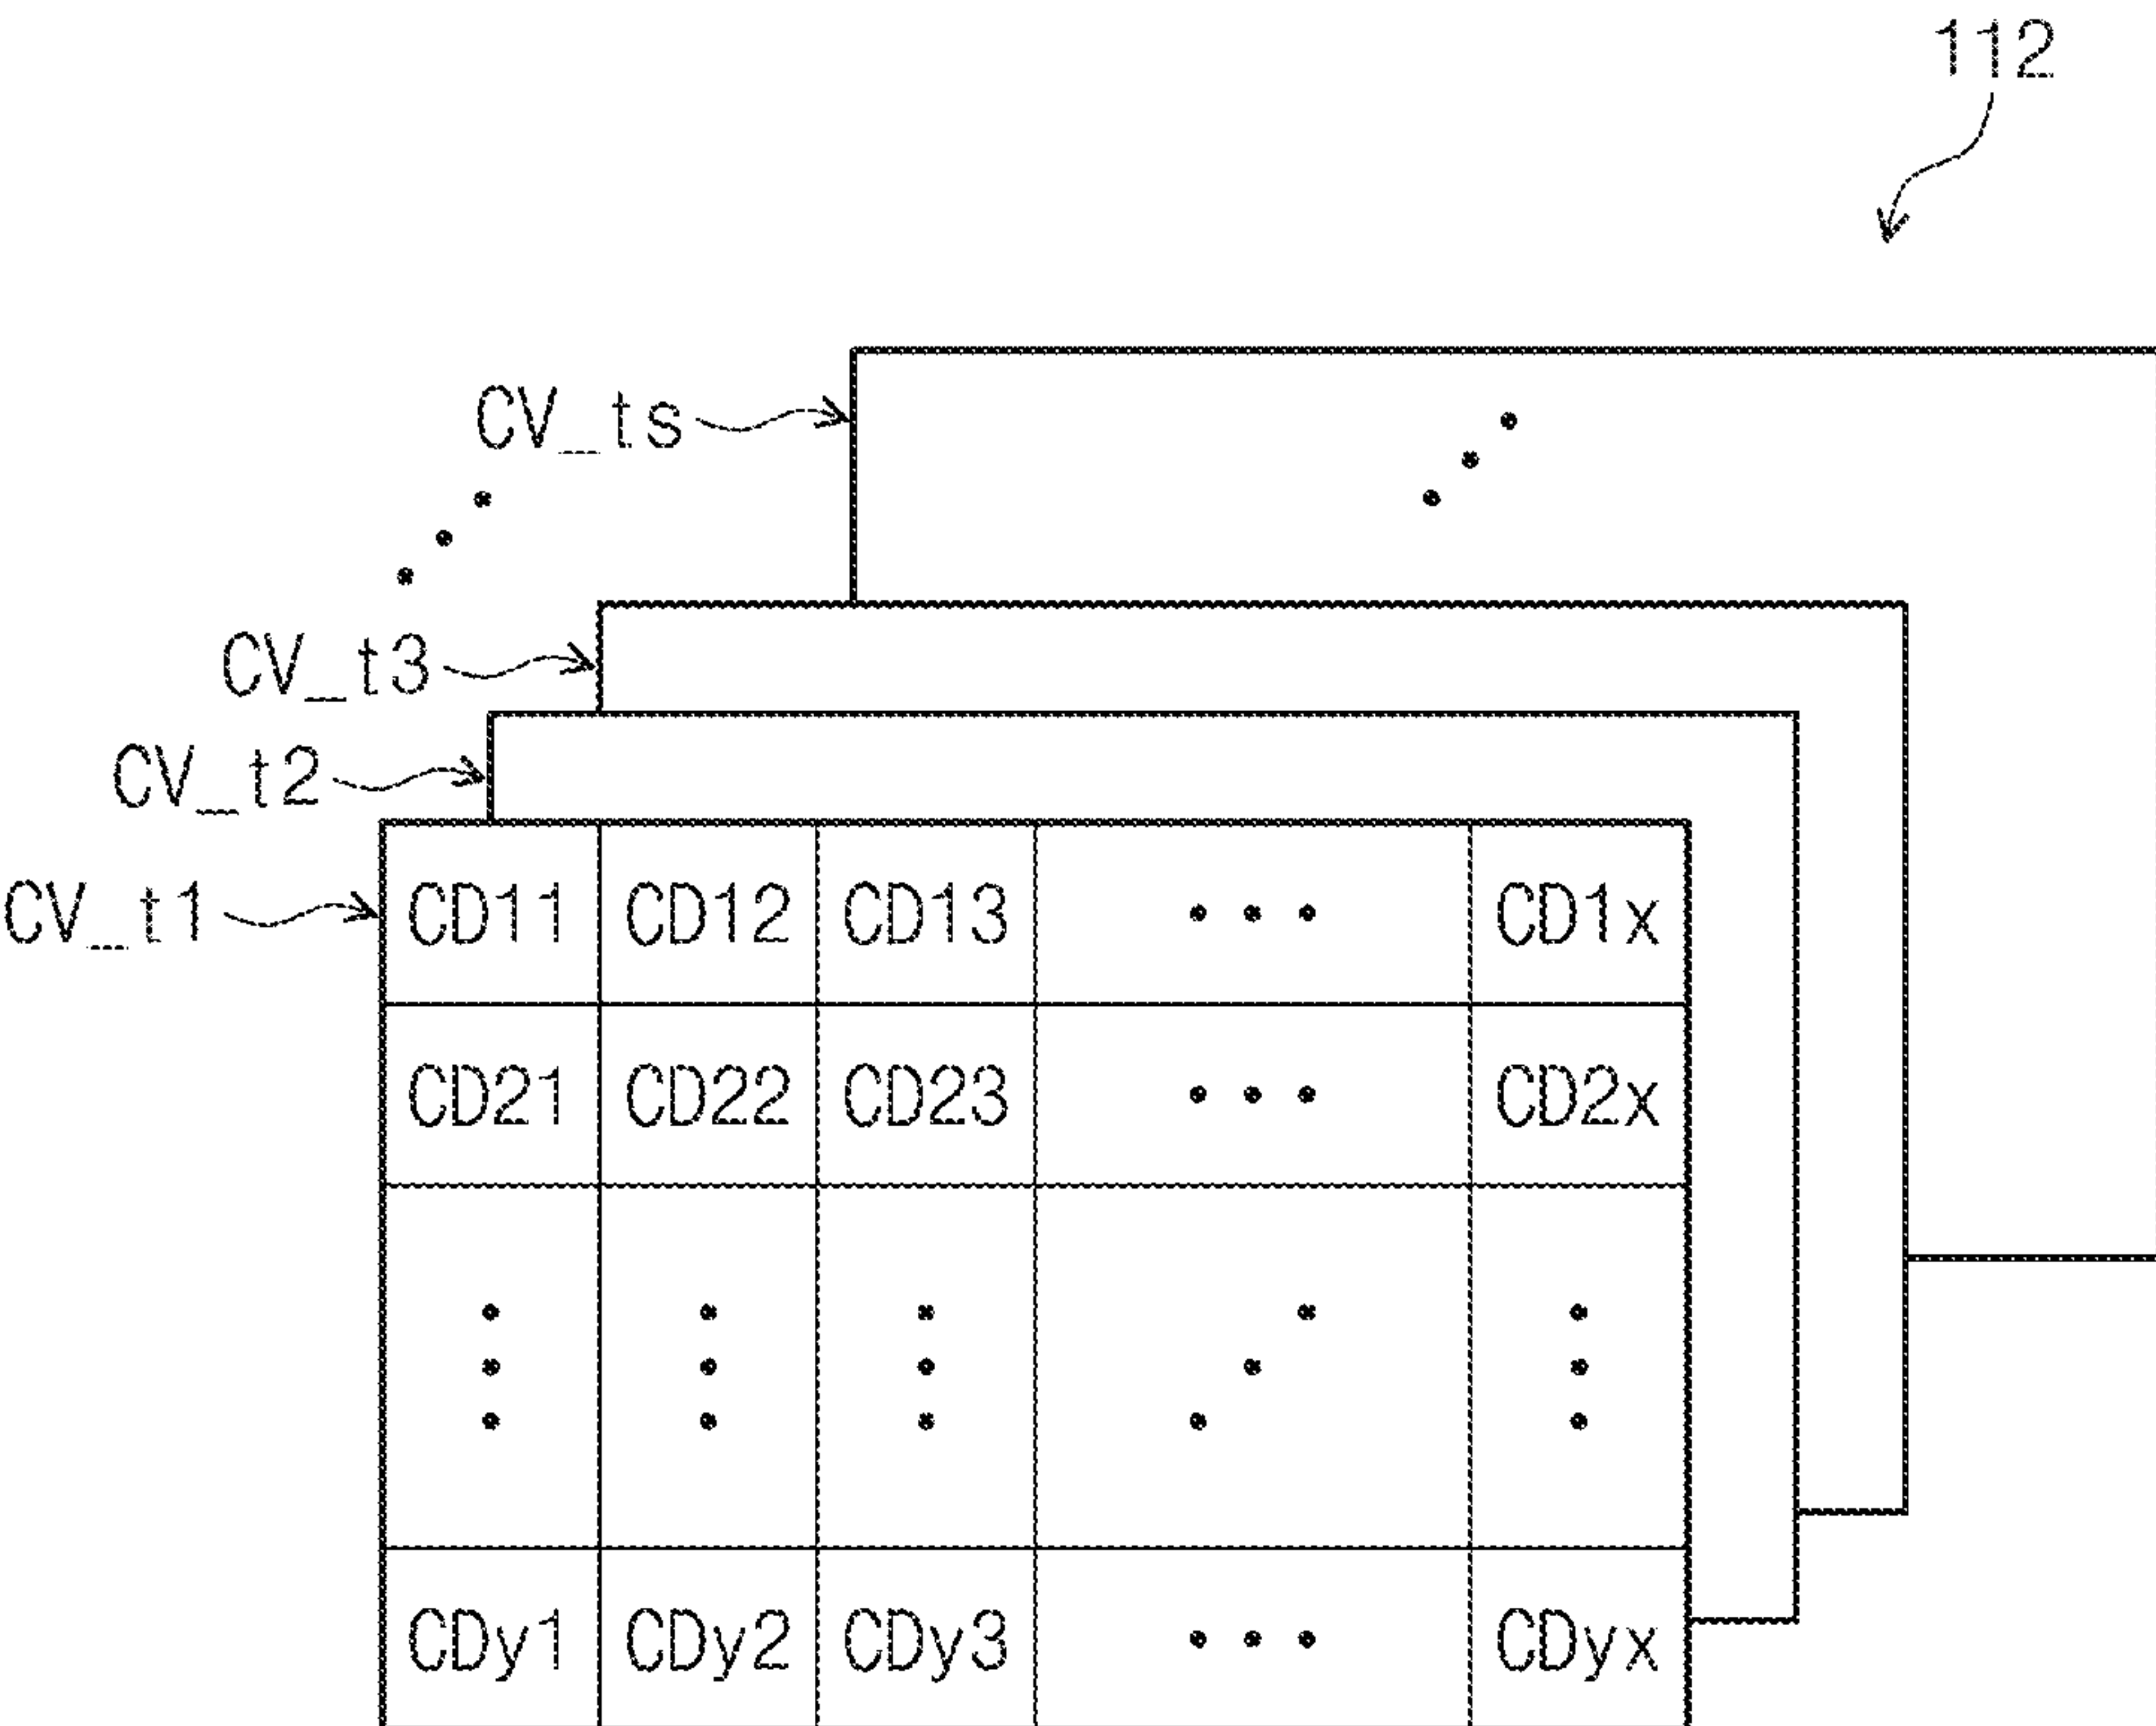 112
CV_ts
CV_t3
CV_t2
CV_t1
CD11 CD12 CD13 ••• CD1x
CD21 CD22 CD23 ••• CD2x
CDy1 CDy2 CDy3 ••• CDyx